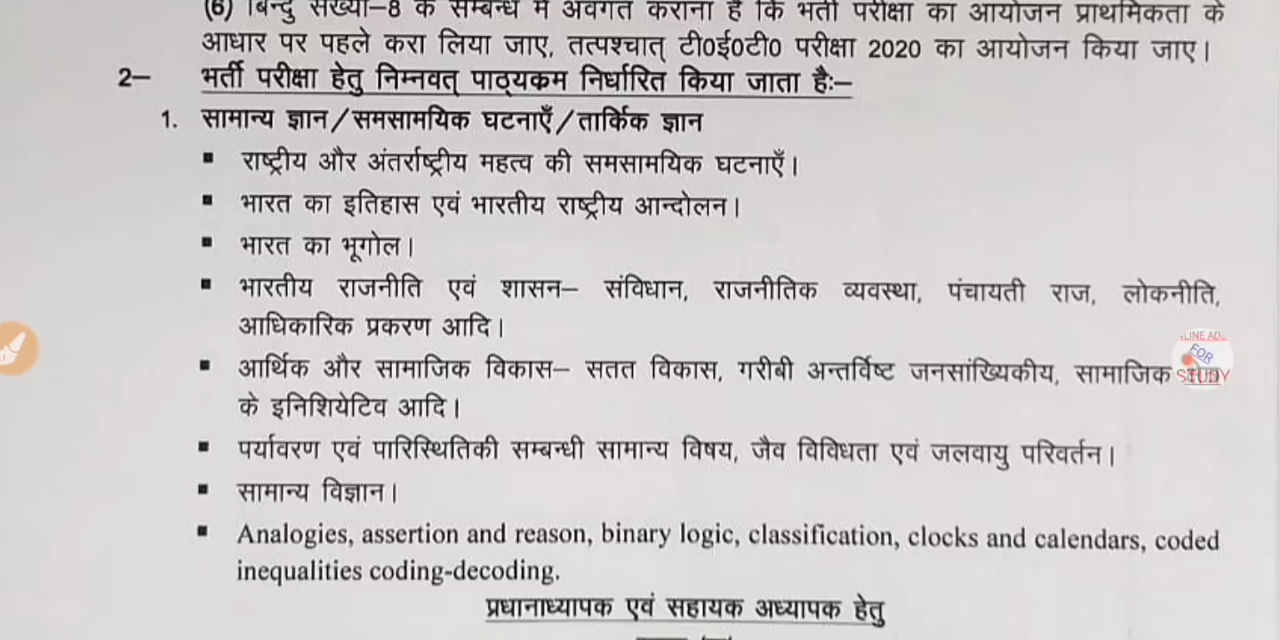 (6) बिन्दु संख्या–8 के सम्बन्ध में अवगत कराना है कि भर्ती परीक्षा का आयोजन प्राथमिकता के
आधार पर पहले करा लिया जाए, तत्पश्चात् टी0ई0टी0 परीक्षा 2020 का आयोजन किया जाए।
2– भर्ती परीक्षा हेतु निम्नवत् पाठ्यकम निर्धारित किया जाता हैः–
1. सामान्य ज्ञान/समसामयिक घटनाएँ/तार्किक ज्ञान
▪ राष्ट्रीय और अंतर्राष्ट्रीय महत्व की समसामयिक घटनाएँ।
▪ भारत का इतिहास एवं भारतीय राष्ट्रीय आन्दोलन।
▪ भारत का भूगोल।
▪ भारतीय राजनीति एवं शासन– संविधान, राजनीतिक व्यवस्था, पंचायती राज, लोकनीति,
आधिकारिक प्रकरण आदि।
▪ आर्थिक और सामाजिक विकास– सतत विकास, गरीबी अन्तर्विष्ट जनसांख्यिकीय, सामाजिक
के इनिशियेटिव आदि।
▪ पर्यावरण एवं पारिस्थितिकी सम्बन्धी सामान्य विषय, जैव विविधता एवं जलवायु परिवर्तन।
▪ सामान्य विज्ञान।
▪ Analogies, assertion and reason, binary logic, classification, clocks and calendars, coded
inequalities coding-decoding.
प्रधानाध्यापक एवं सहायक अध्यापक हेतु
FOR
STUDY